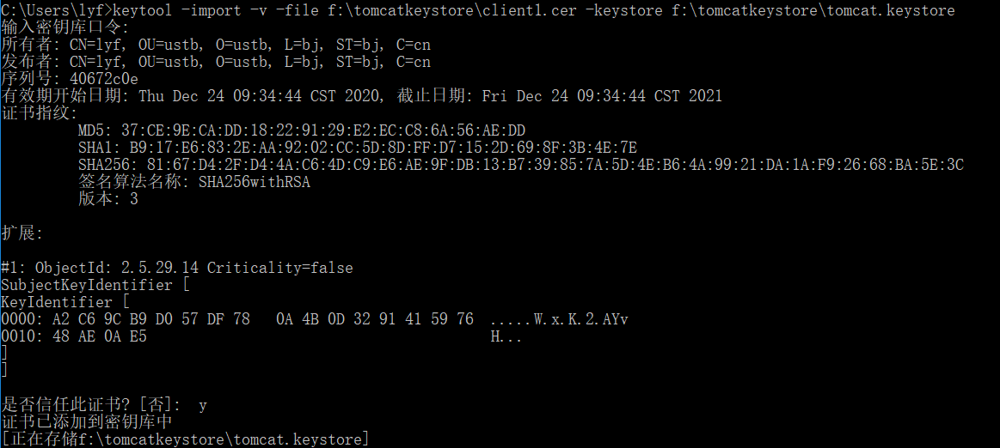 C:\Users\lyf>keytool -import -v -file f:\tomcatkeystore\client1.cer -keystore f:\tomcatkeystore\tomcat.keystore
输入密钥库口令:
所有者: CN=lyf, OU=ustb, O=ustb, L=bj, ST=bj, C=cn
发布者: CN=lyf, OU=ustb, O=ustb, L=bj, ST=bj, C=cn
序列号: 40672c0e
有效期开始日期: Thu Dec 24 09:34:44 CST 2020, 截止日期: Fri Dec 24 09:34:44 CST 2021
证书指纹:
MD5: 37:CE:9E:CA:DD:18:22:91:29:E2:EC:C8:6A:56:AE:DD
SHA1: B9:17:E6:83:2E:AA:92:02:CC:5D:8D:FF:D7:15:2D:69:8F:3B:4E:7E
SHA256: 81:67:D4:2F:D4:4A:C6:4D:C9:E6:AE:9F:DB:13:B7:39:85:7A:5D:4E:B6:4A:99:21:DA:1A:F9:26:68:BA:5E:3C
签名算法名称: SHA256withRSA
版本: 3
扩展:
#1: ObjectId: 2.5.29.14 Criticality=false
SubjectKeyIdentifier [
KeyIdentifier [
0000: A2 C6 9C B9 D0 57 DF 78   0A 4B 0D 32 91 41 59 76  .....W.x.K.2.AYv
0010: 48 AE 0A E5                                        H...
]
]
是否信任此证书? [否]:  y
证书已添加到密钥库中
[正在存储f:\tomcatkeystore\tomcat.keystore]